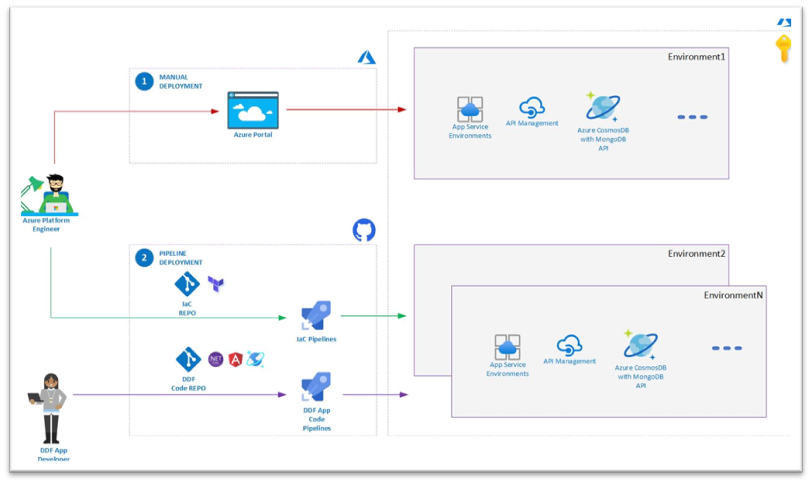 1
MANUAL
DEPLOYMENT
Azure Portal
Environment1
App Service
Environments
API Management
Azure CosmosDB
with MongoDB
API
Azure Platform
Engineer
2
PIPELINE
DEPLOYMENT
IaC
REPO
IaC Pipelines
DDF
Code REPO
.NET
A
DDF App
Code
Pipelines
DDF App
Developer
Environment2
EnvironmentN
App Service
Environments
API Management
Azure CosmosDB
with MongoDB
API